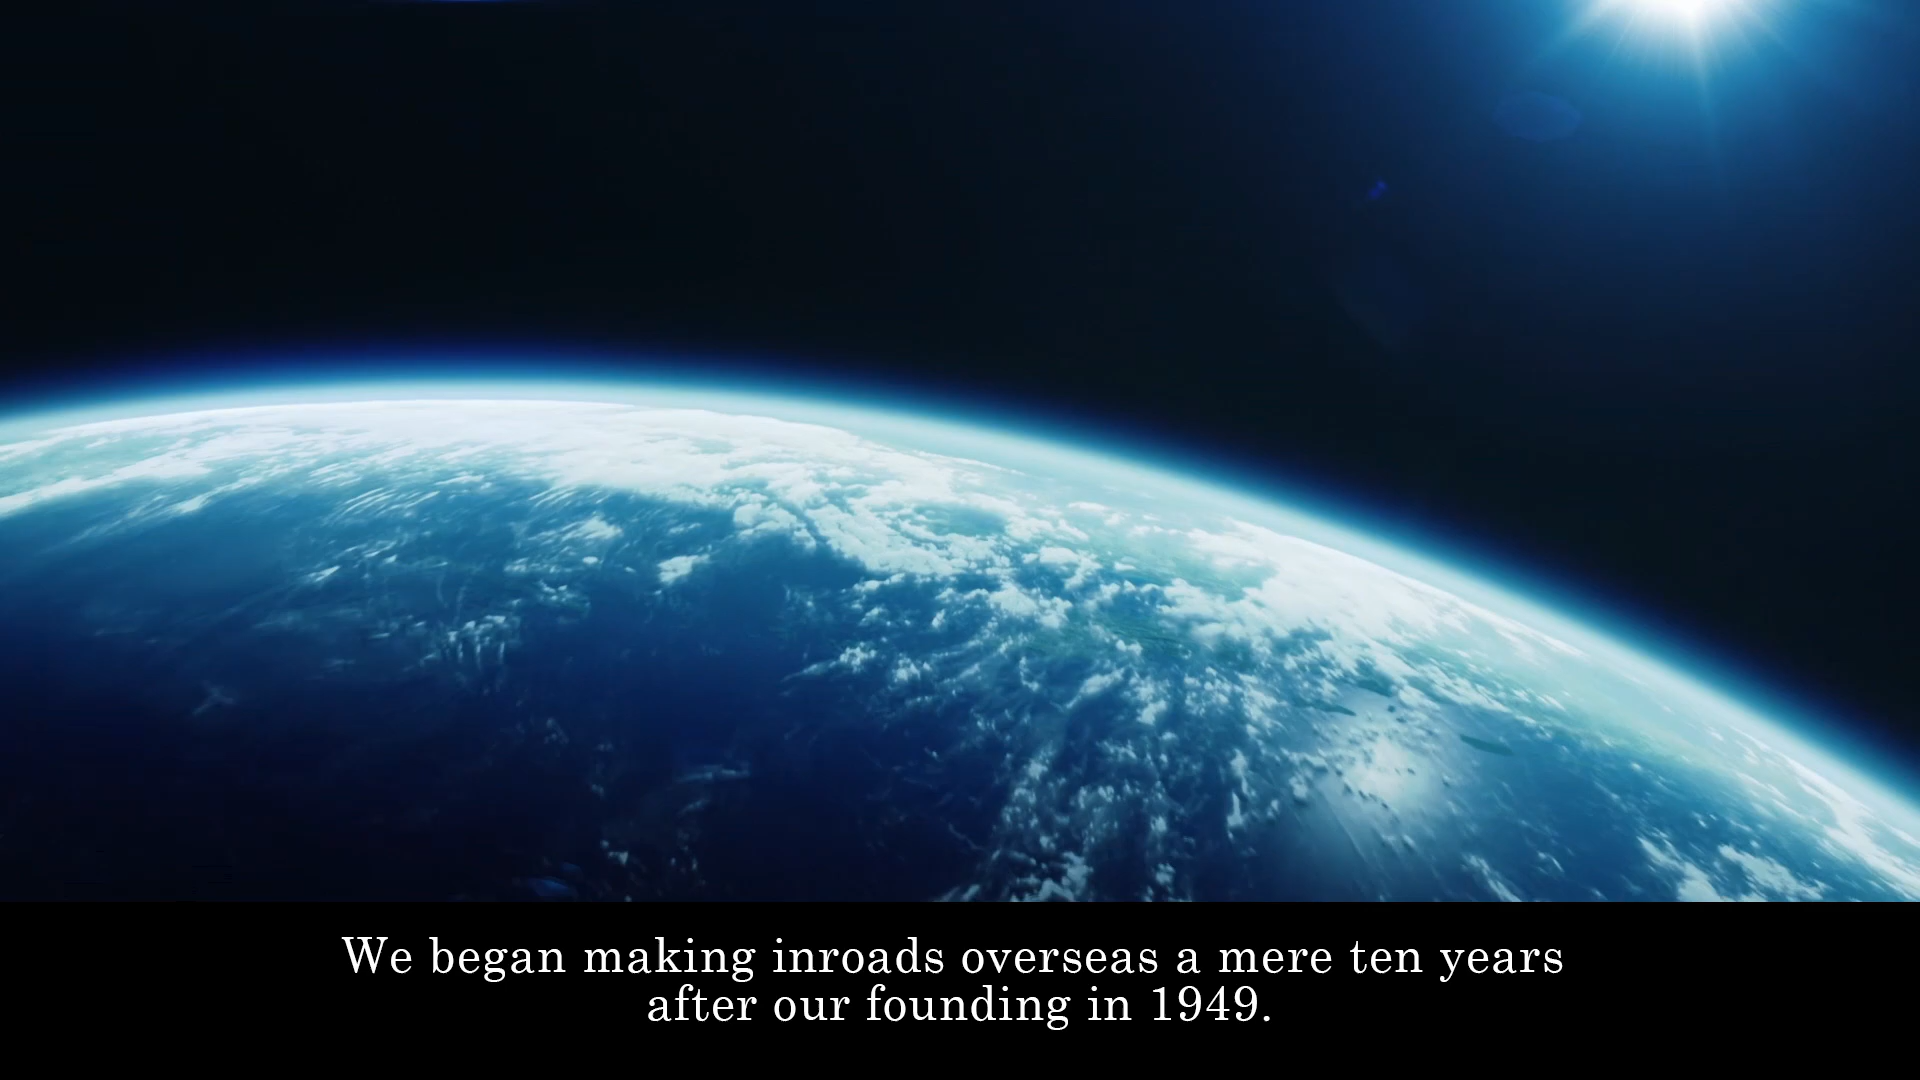 We began making inroads overseas a mere ten years
after our founding in 1949.